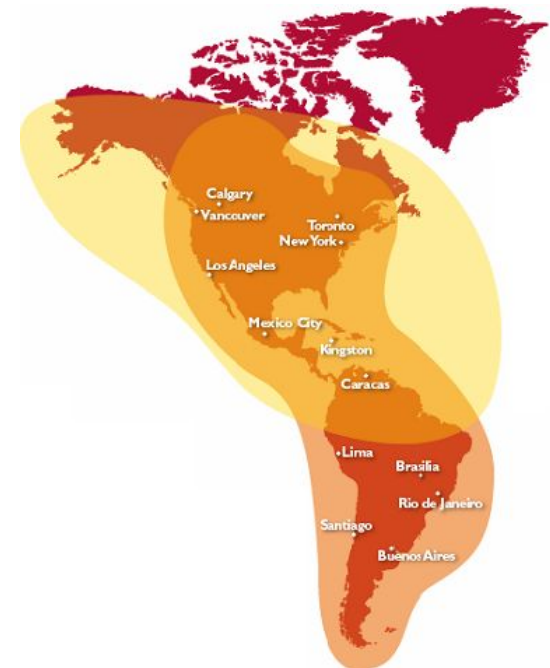 Calgary
Vancouver
Toronto
New York
Los Angeles
Mexico City
Kingston
Caracas
Lima
Brasilia
Rio de Janeiro
Santiago
Buenos Aires